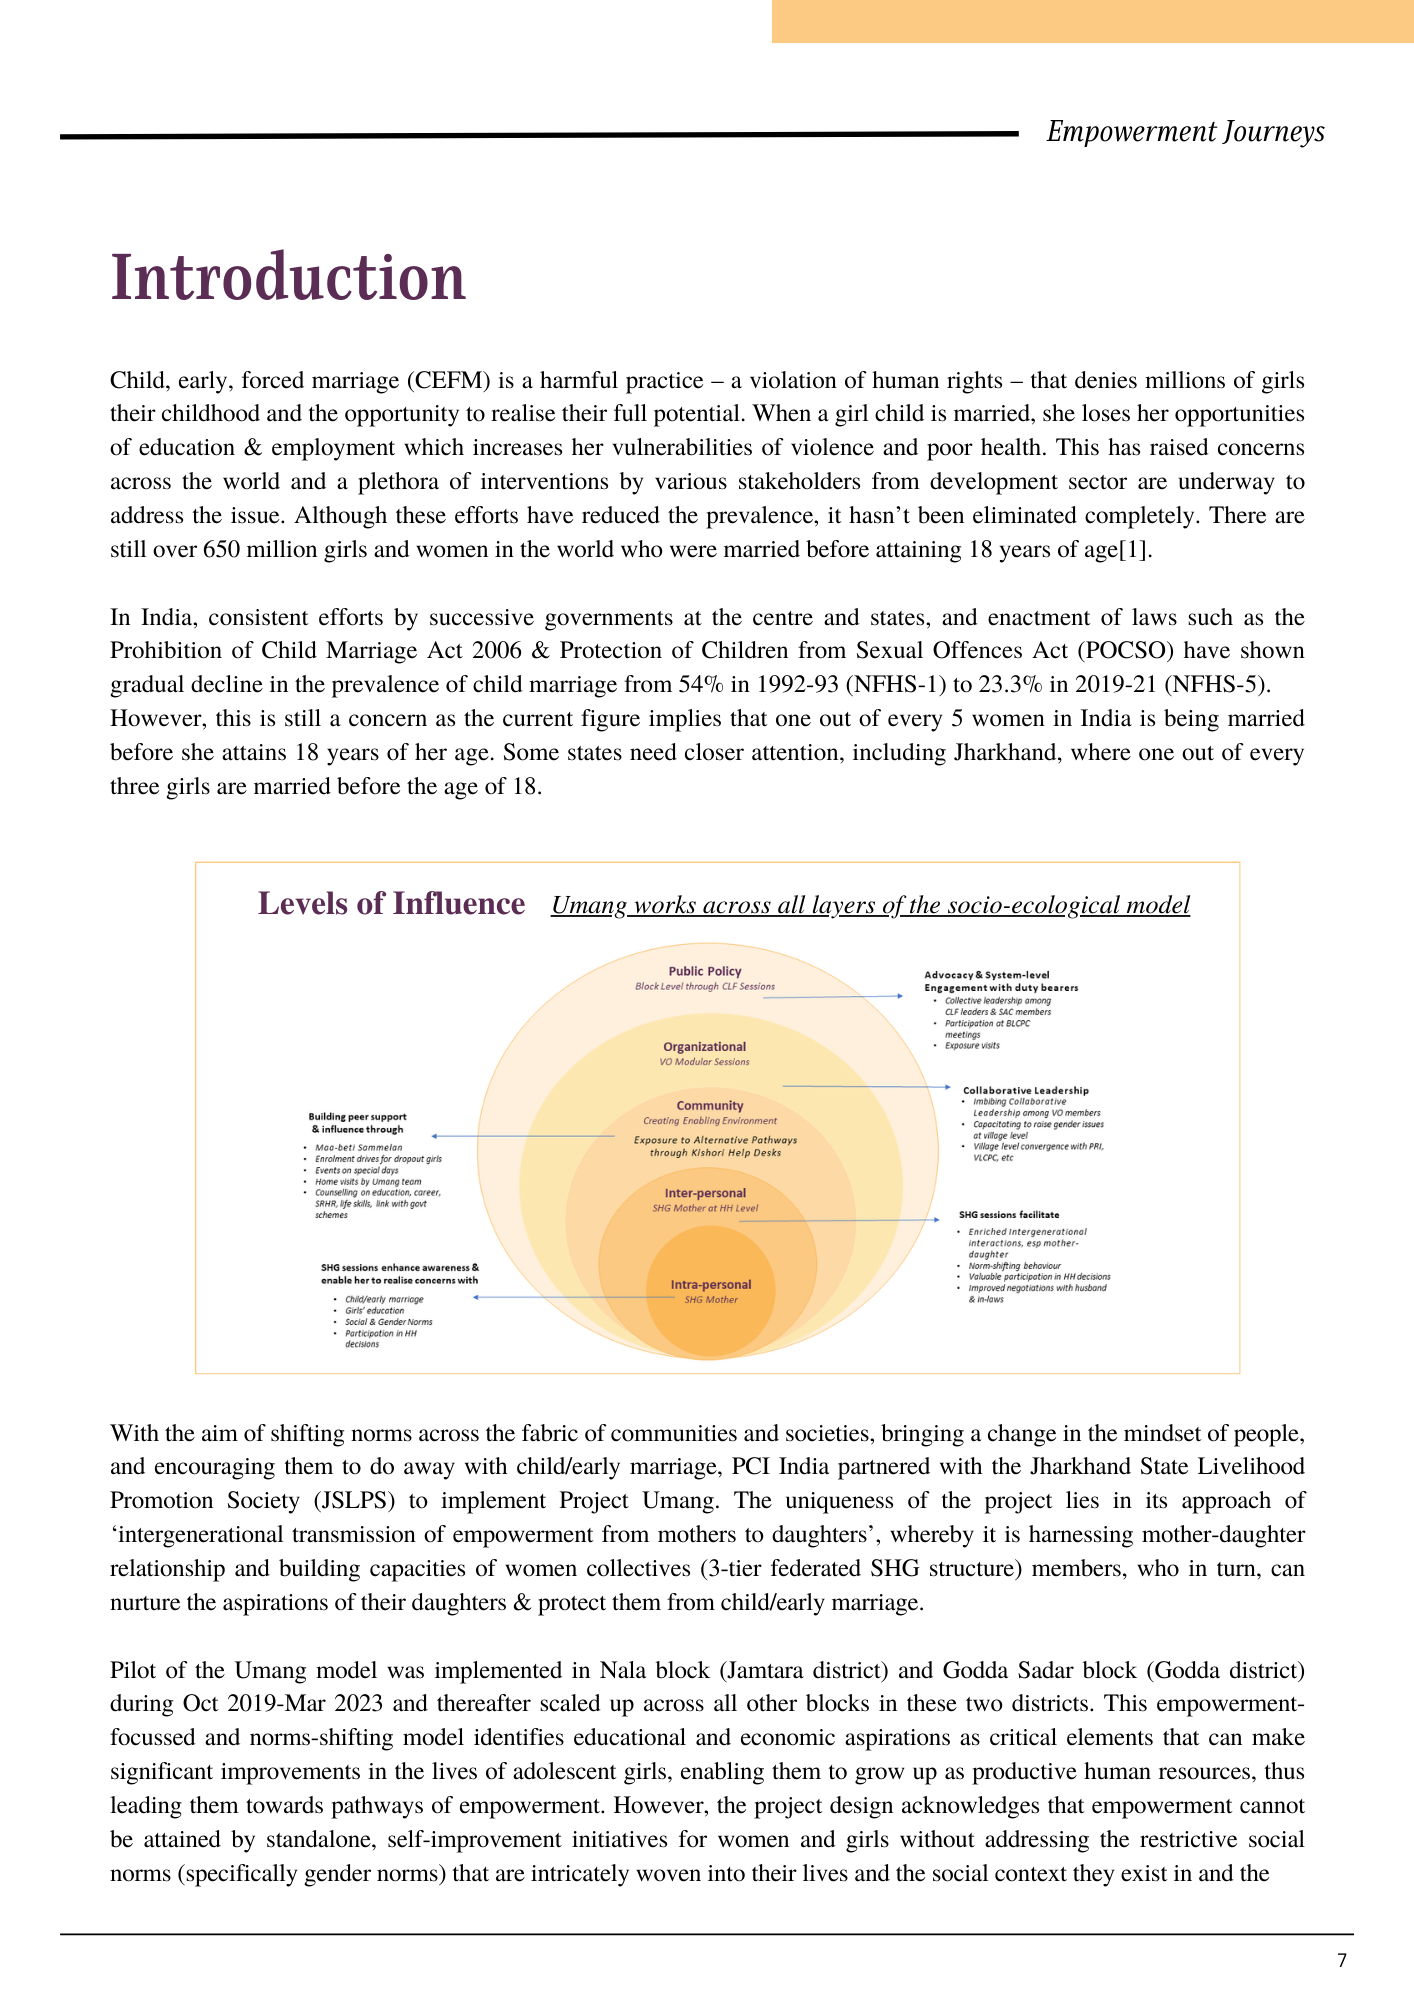 Empowerment Journeys
Introduction
Child, early, forced marriage (CEFM) is a harmful practice – a violation of human rights – that denies millions of girls
their childhood and the opportunity to realise their full potential. When a girl child is married, she loses her opportunities
of education & employment which increases her vulnerabilities of violence and poor health. This has raised concerns
across the world and a plethora of interventions by various stakeholders from development sector are underway to
address the issue. Although these efforts have reduced the prevalence, it hasn’t been eliminated completely. There are
still over 650 million girls and women in the world who were married before attaining 18 years of age[1].
In India, consistent efforts by successive governments at the centre and states, and enactment of laws such as the
Prohibition of Child Marriage Act 2006 & Protection of Children from Sexual Offences Act (POCSO) have shown
gradual decline in the prevalence of child marriage from 54% in 1992-93 (NFHS-1) to 23.3% in 2019-21 (NFHS-5).
However, this is still a concern as the current figure implies that one out of every 5 women in India is being married
before she attains 18 years of her age. Some states need closer attention, including Jharkhand, where one out of every
three girls are married before the age of 18.
Levels of Influence Umang works across all layers of the socio-ecological model
Public Policy
Block Level through CLF Sessions
Advocacy & System-level
Engagement with duty bearers
• Collective leadership among
CLF leaders & SAC members
• Participation at BLCPC
meetings
• Exposure visits
Organizational
VO Modular Sessions
Collaborative Leadership
• Imbibing Collaborative
Leadership among VO members
• Capacitating to raise gender issues
at village level
• Village level convergence with PRI,
VLCPC, etc
Community
Creating Enabling Environment
Exposure to Alternative Pathways
through Kishori Help Desks
Building peer support
& influence through
• Maa-beti Sammelan
• Enrolment drives for dropout girls
• Events on special days
• Home visits by Umang team
• Counselling on education, career,
SRHR, life skills, link with govt
schemes
Inter-personal
SHG Mother at HH Level
SHG sessions facilitate
• Enriched Intergenerational
interactions, esp mother-
daughter
• Norm-shifting behaviour
• Valuable participation in HH decisions
• Improved negotiations with husband
& in-laws
Intra-personal
SHG Mother
SHG sessions enhance awareness &
enable her to realise concerns with
• Child/early marriage
• Girls’ education
• Social & Gender Norms
• Participation in HH
decisions
With the aim of shifting norms across the fabric of communities and societies, bringing a change in the mindset of people,
and encouraging them to do away with child/early marriage, PCI India partnered with the Jharkhand State Livelihood
Promotion Society (JSLPS) to implement Project Umang. The uniqueness of the project lies in its approach of
‘intergenerational transmission of empowerment from mothers to daughters’, whereby it is harnessing mother-daughter
relationship and building capacities of women collectives (3-tier federated SHG structure) members, who in turn, can
nurture the aspirations of their daughters & protect them from child/early marriage.
Pilot of the Umang model was implemented in Nala block (Jamtara district) and Godda Sadar block (Godda district)
during Oct 2019-Mar 2023 and thereafter scaled up across all other blocks in these two districts. This empowerment-
focussed and norms-shifting model identifies educational and economic aspirations as critical elements that can make
significant improvements in the lives of adolescent girls, enabling them to grow up as productive human resources, thus
leading them towards pathways of empowerment. However, the project design acknowledges that empowerment cannot
be attained by standalone, self-improvement initiatives for women and girls without addressing the restrictive social
norms (specifically gender norms) that are intricately woven into their lives and the social context they exist in and the
7